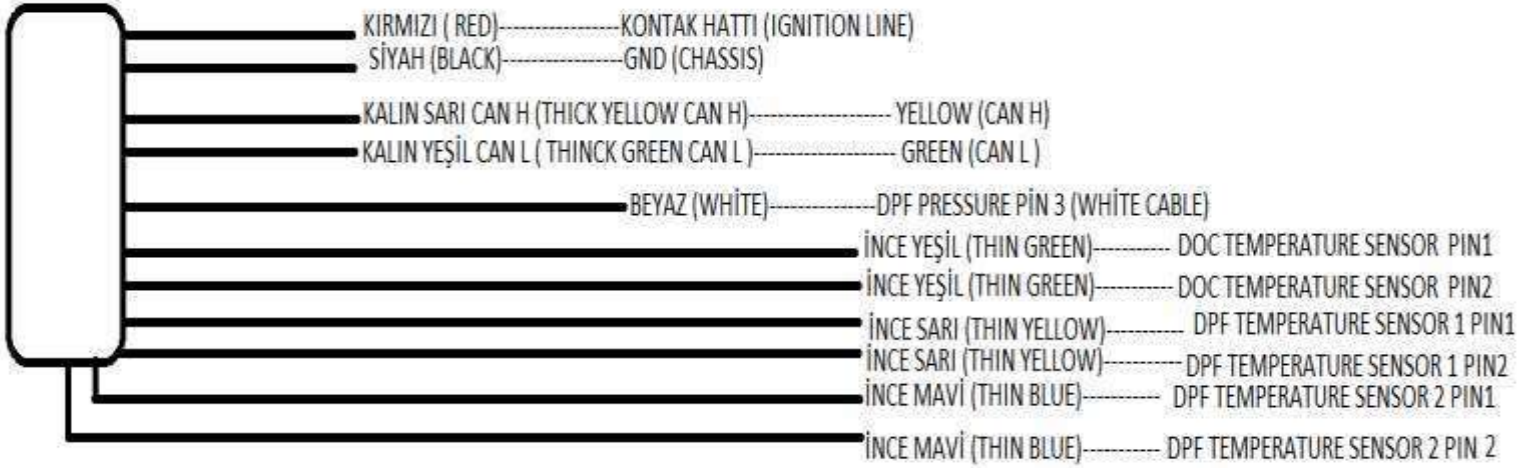 KIRMIZI ( RED)-----------------KONTAK HATTI (IGNITION LINE)
SİYAH (BLACK)-----------------GND (CHASSIS)
KALIN SARI CAN H (THICK YELLOW CAN H)-------------------- YELLOW (CAN H)
KALIN YEŞİL CAN L ( THINCK GREEN CAN L )-------------------- GREEN (CAN L )
BEYAZ (WHİTE)---------------DPF PRESSURE PİN 3 (WHİTE CABLE)
İNCE YEŞİL (THIN GREEN)----------- DOC TEMPERATURE SENSOR PIN1
İNCE YEŞİL (THIN GREEN)----------- DOC TEMPERATURE SENSOR PIN2
İNCE SARI (THIN YELLOW)----------- DPF TEMPERATURE SENSOR 1 PIN1
İNCE SARI (THIN YELLOW)----------- DPF TEMPERATURE SENSOR 1 PIN2
İNCE MAVİ (THIN BLUE)----------- DPF TEMPERATURE SENSOR 2 PIN1
İNCE MAVİ (THIN BLUE)----------- DPF TEMPERATURE SENSOR 2 PIN 2